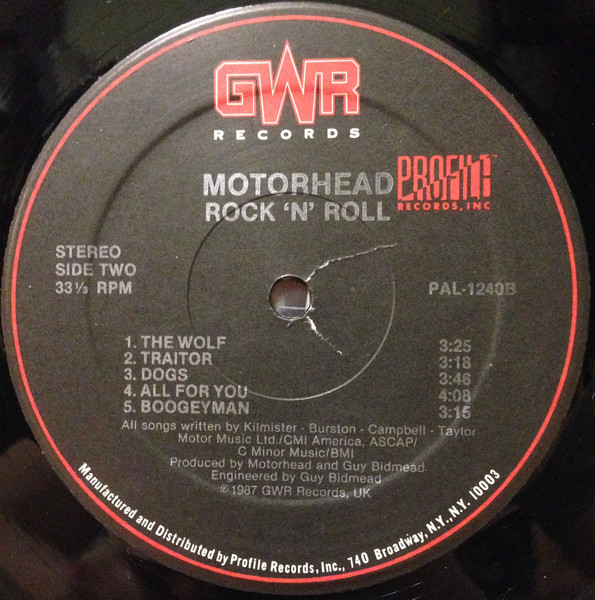 GWR
RECORDS
MOTORHEAD
ROCK 'N' ROLL
PROFILE
RECORDS, INC
STEREO
SIDE TWO
33⅓ RPM
PAL-1240B
1. THE WOLF 3:25
2. TRAITOR 3:18
3. DOGS 3:46
4. ALL FOR YOU 4:08
5. BOOGEYMAN 3:15
All songs written by Kilmister - Burston - Campbell - Taylor
Motor Music Ltd./CMI America, ASCAP/
C Minor Music/BMI
Produced by Motorhead and Guy Bidmead.
Engineered by Guy Bidmead
℗1987 GWR Records, UK
Manufactured and Distributed by Profile Records, Inc., 740 Broadway, N.Y., N.Y. 10003